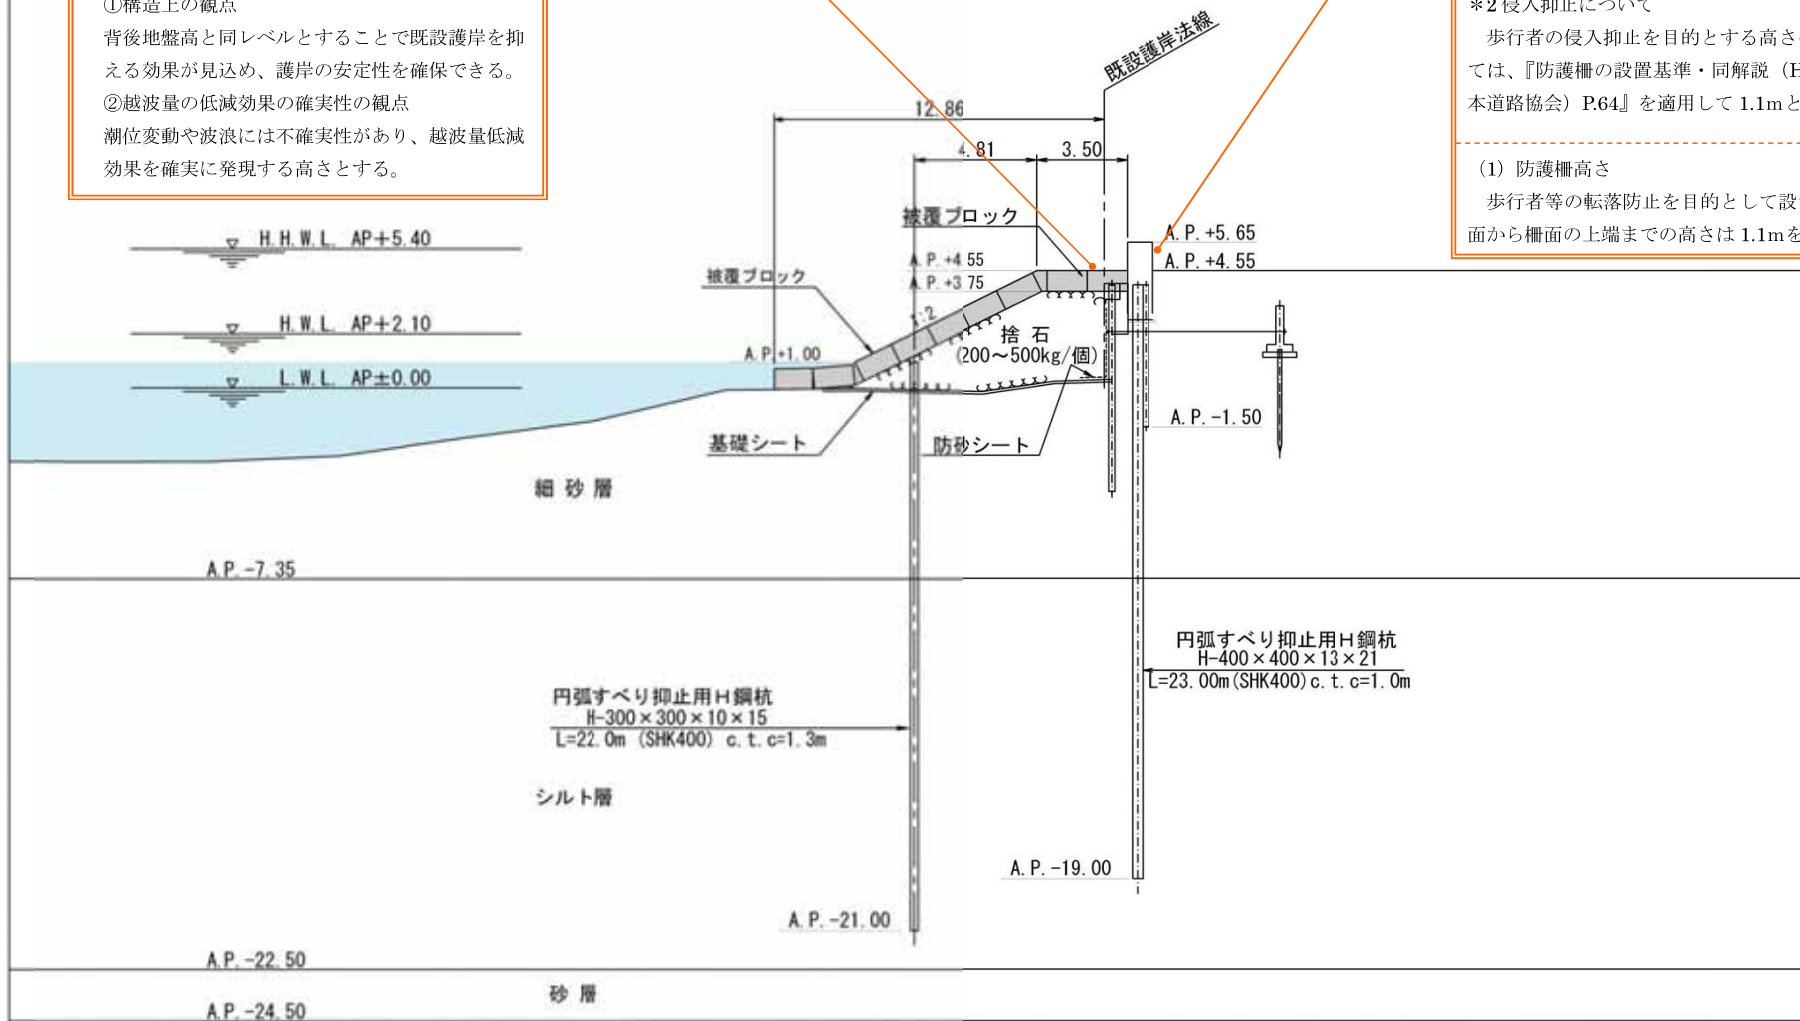 ①構造上の観点
背後地盤高と同レベルとすることで既設護岸を抑
える効果が見込め、護岸の安定性を確保できる。
②越波量の低減効果の確実性の観点
潮位変動や波浪には不確実性があり、越波量低減
効果を確実に発現する高さとする。
＊2 侵入抑止について
歩行者の侵入抑止を目的とする高さ
ては、『防護柵の設置基準・同解説（H
本道路協会）P.64』を適用して 1.1mと
（1）防護柵高さ
歩行者等の転落防止を目的として設
面から柵面の上端までの高さは 1.1mを
既設護岸法線
12.86
4.81
3.50
被覆ブロック
A.P.+5.65
A.P.+4.55
A.P.+4.55
A.P.+3.75
H.H.W.L. AP+5.40
被覆ブロック
H.W.L. AP+2.10
1:2
捨石
(200～500kg/個)
A.P.+1.00
L.W.L. AP±0.00
A.P.-1.50
基礎シート
防砂シート
細砂層
A.P.-7.35
円弧すべり抑止用H鋼杭
H-400×400×13×21
L=23.00m(SHK400)c.t.c=1.0m
円弧すべり抑止用H鋼杭
H-300×300×10×15
L=22.0m (SHK400) c.t.c=1.3m
シルト層
A.P.-19.00
A.P.-21.00
A.P.-22.50
砂層
A.P.-24.50